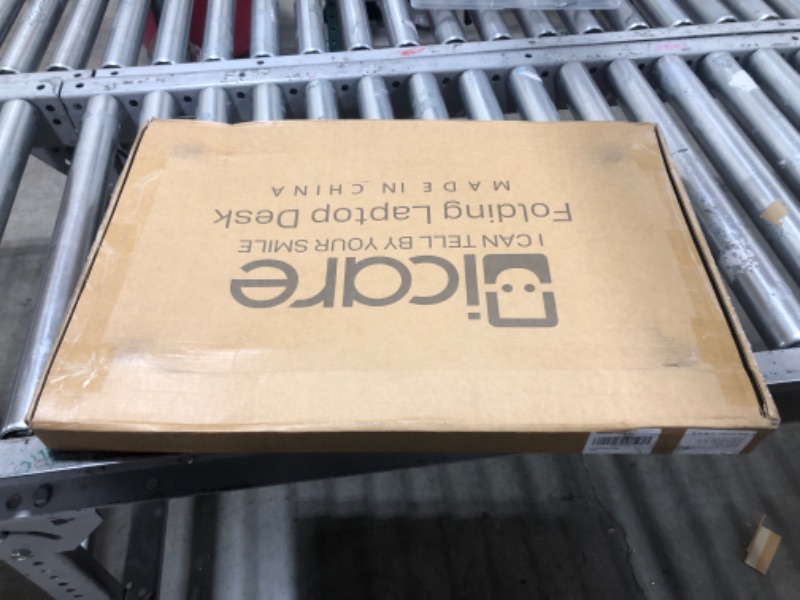 icare
I CAN TELL BY YOUR SMILE
Folding Laptop Desk
MADE IN CHINA